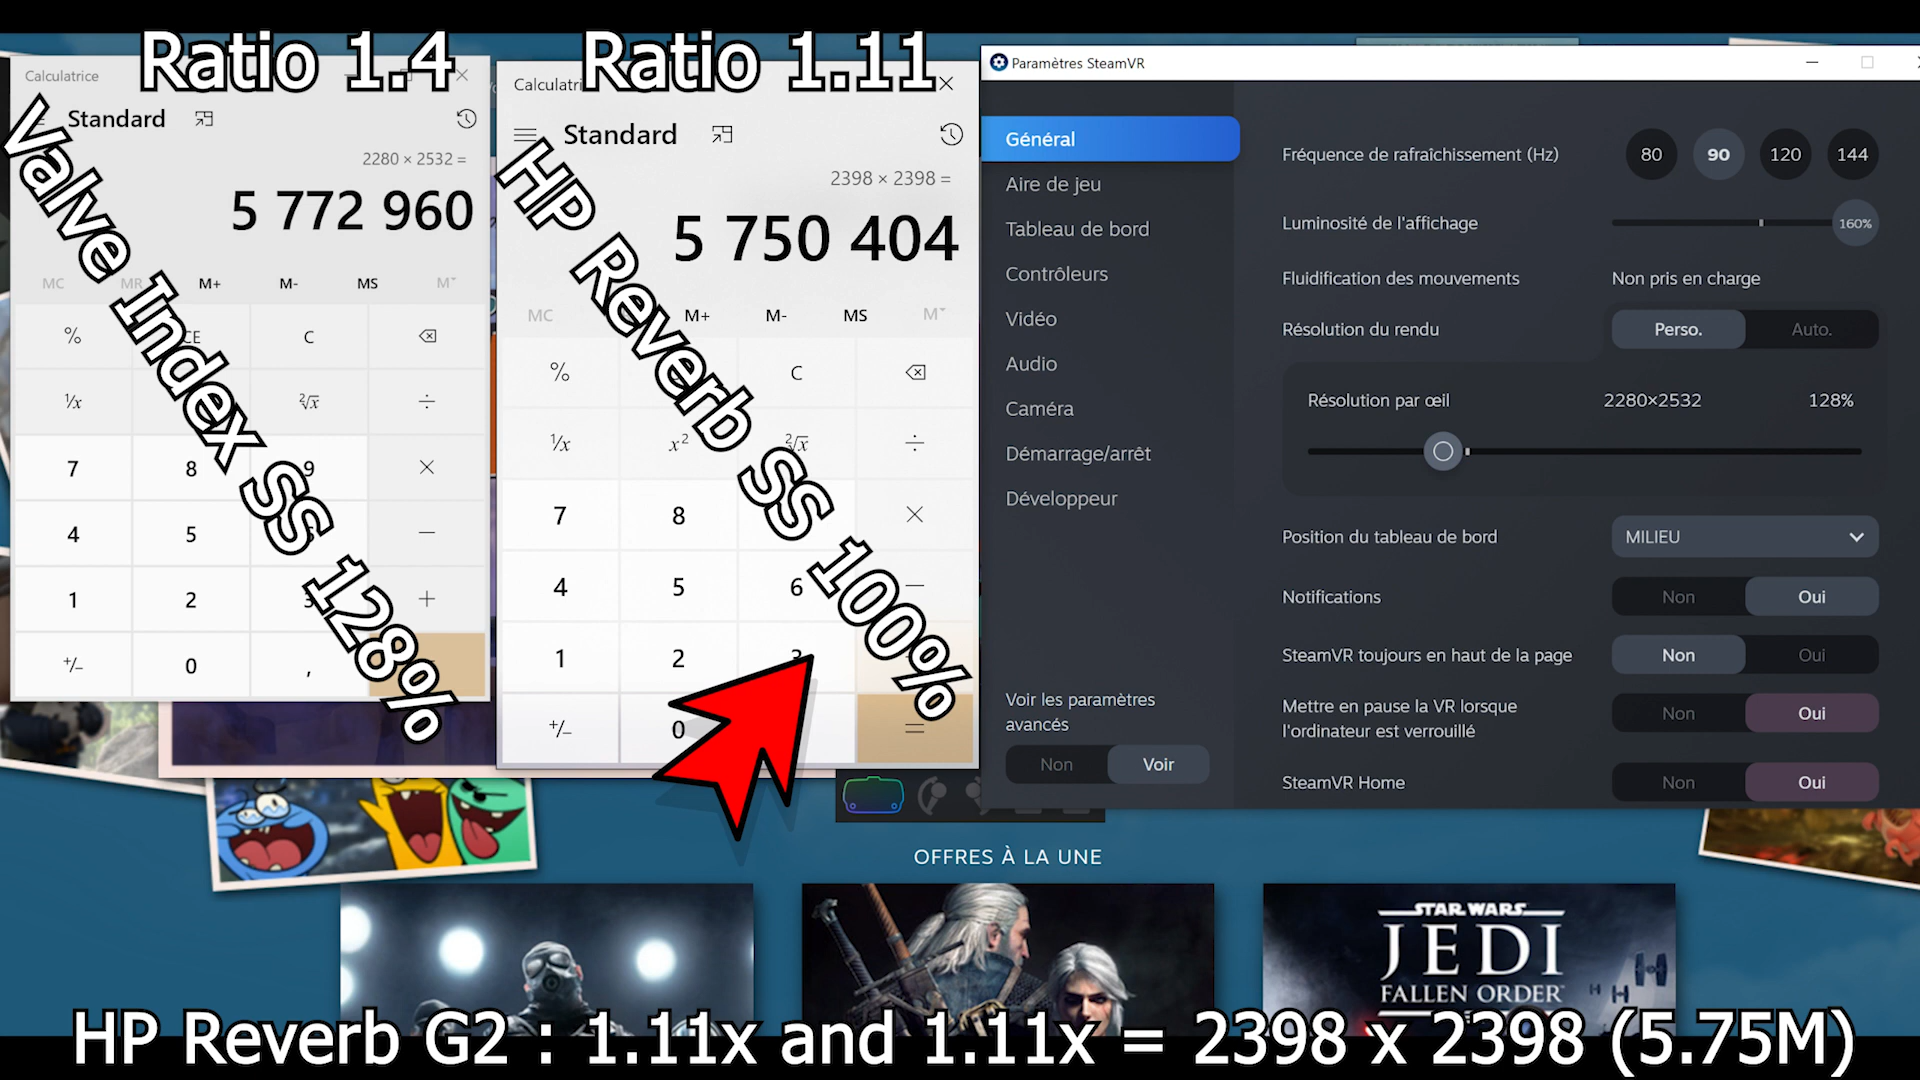 Ratio 1.4
Ratio 1.11
Calculatrice
Standard
2280 × 2532 =
5 772 960
MC MR M+ M- MS M
% CE C
¹/x ²√x ÷
7 8 9 ×
4 5 −
1 2 3 +
+/− 0 ,
Valve Index SS 128%
Calculatri
Standard
2398 × 2398 =
5 750 404
MC M+ M- MS M
% C
¹/x x² ²√x ÷
7 8 ×
4 5 6 −
1 2 3
+/− 0 =
HP Reverb SS 100%
Paramètres SteamVR
Général
Aire de jeu
Tableau de bord
Contrôleurs
Vidéo
Audio
Caméra
Démarrage/arrêt
Développeur
Voir les paramètres
avancés
Non Voir
Fréquence de rafraîchissement (Hz) 80 90 120 144
Luminosité de l'affichage 160%
Fluidification des mouvements Non pris en charge
Résolution du rendu Perso. Auto.
Résolution par œil 2280×2532 128%
Position du tableau de bord MILIEU
Notifications Non Oui
SteamVR toujours en haut de la page Non Oui
Mettre en pause la VR lorsque
l'ordinateur est verrouillé Non Oui
SteamVR Home Non Oui
OFFRES À LA UNE
STAR WARS
JEDI
FALLEN ORDER
HP Reverb G2 : 1.11x and 1.11x = 2398 x 2398 (5.75M)